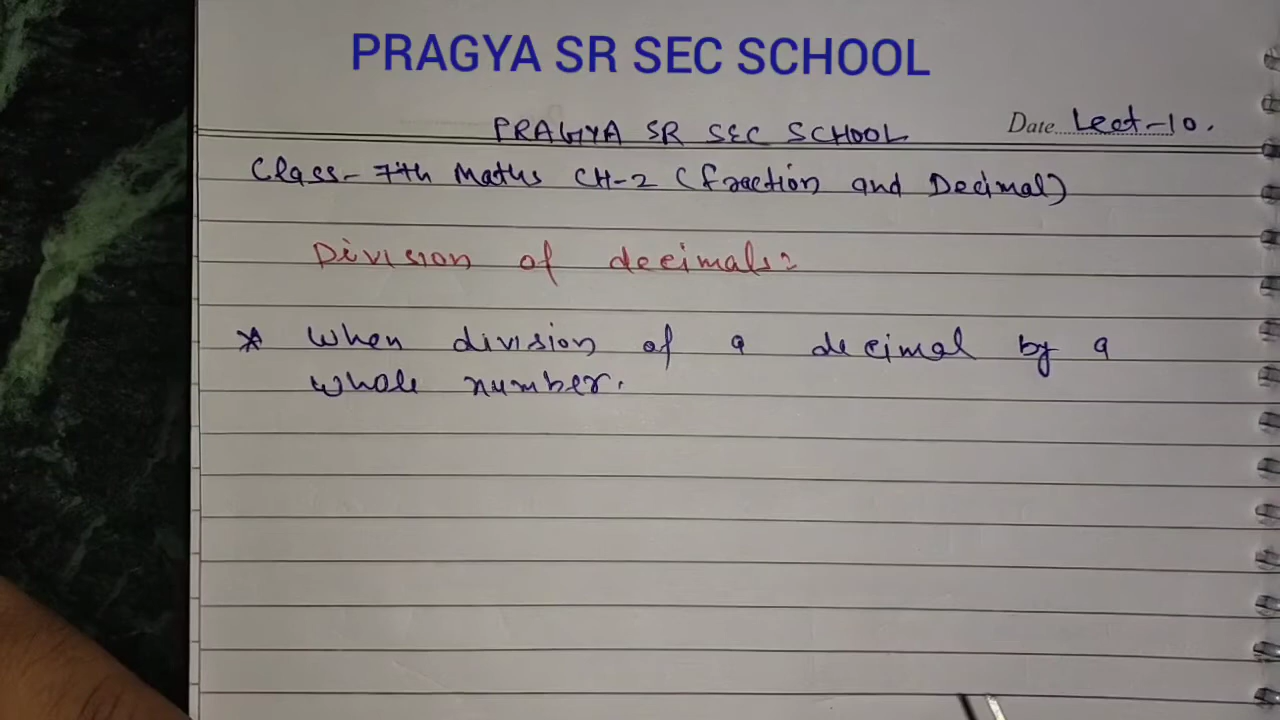 PRAGYA SR SEC SCHOOL
PRAGYA SR SEC SCHOOL
Date Lect-10.
Class- 7th Maths CH-2 (fraction and Decimal)
Division of decimals:
* When division of a decimal by a
whole number.